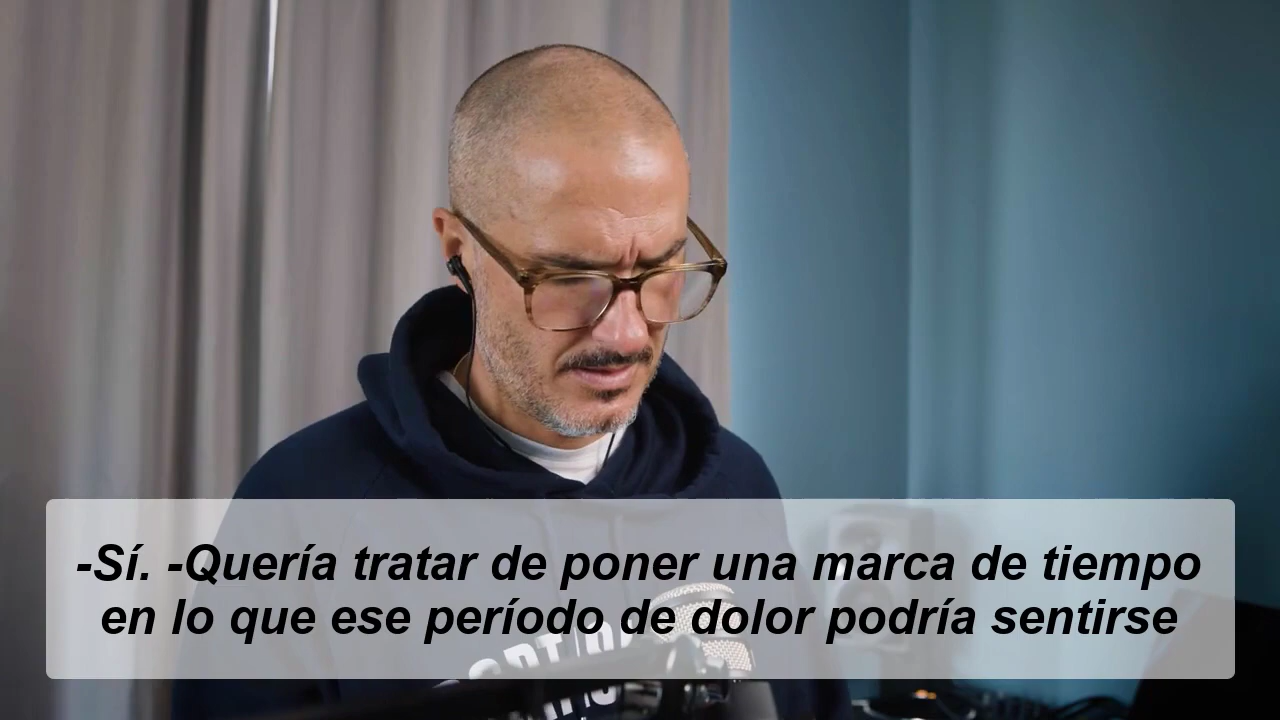 -Sí. -Quería tratar de poner una marca de tiempo
en lo que ese período de dolor podría sentirse